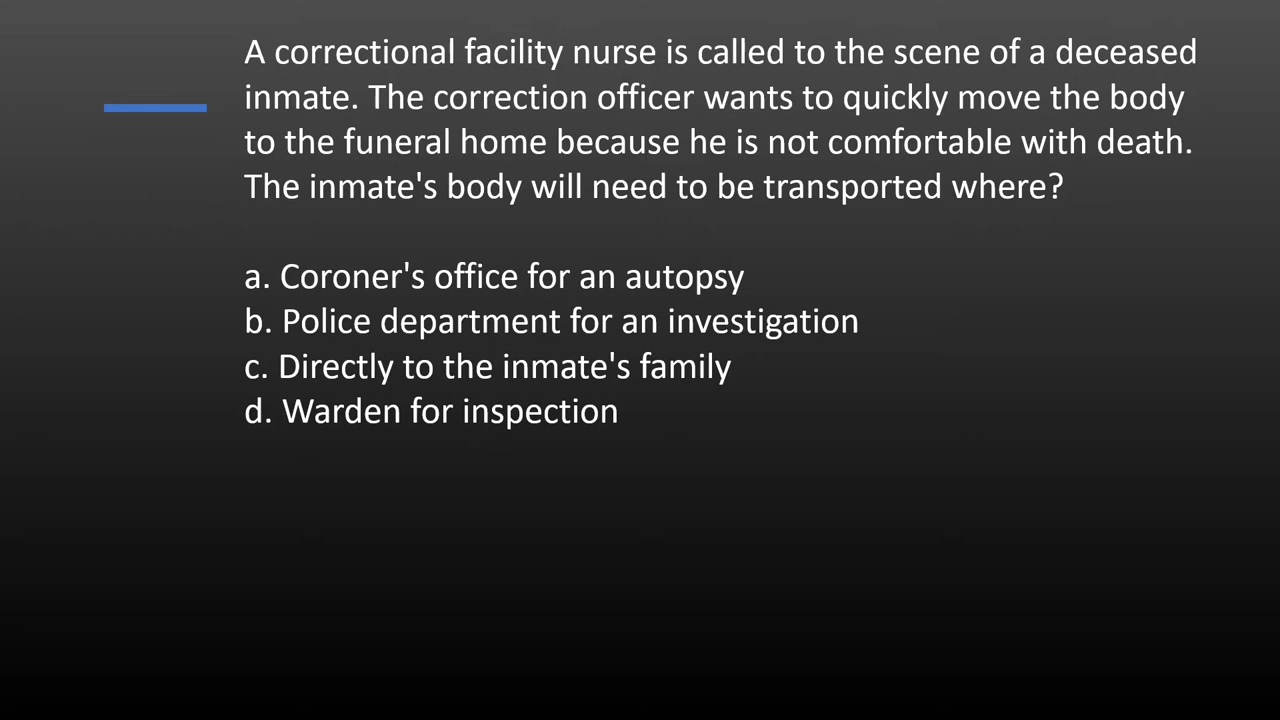 A correctional facility nurse is called to the scene of a deceased
inmate. The correction officer wants to quickly move the body
to the funeral home because he is not comfortable with death.
The inmate's body will need to be transported where?
a. Coroner's office for an autopsy
b. Police department for an investigation
c. Directly to the inmate's family
d. Warden for inspection